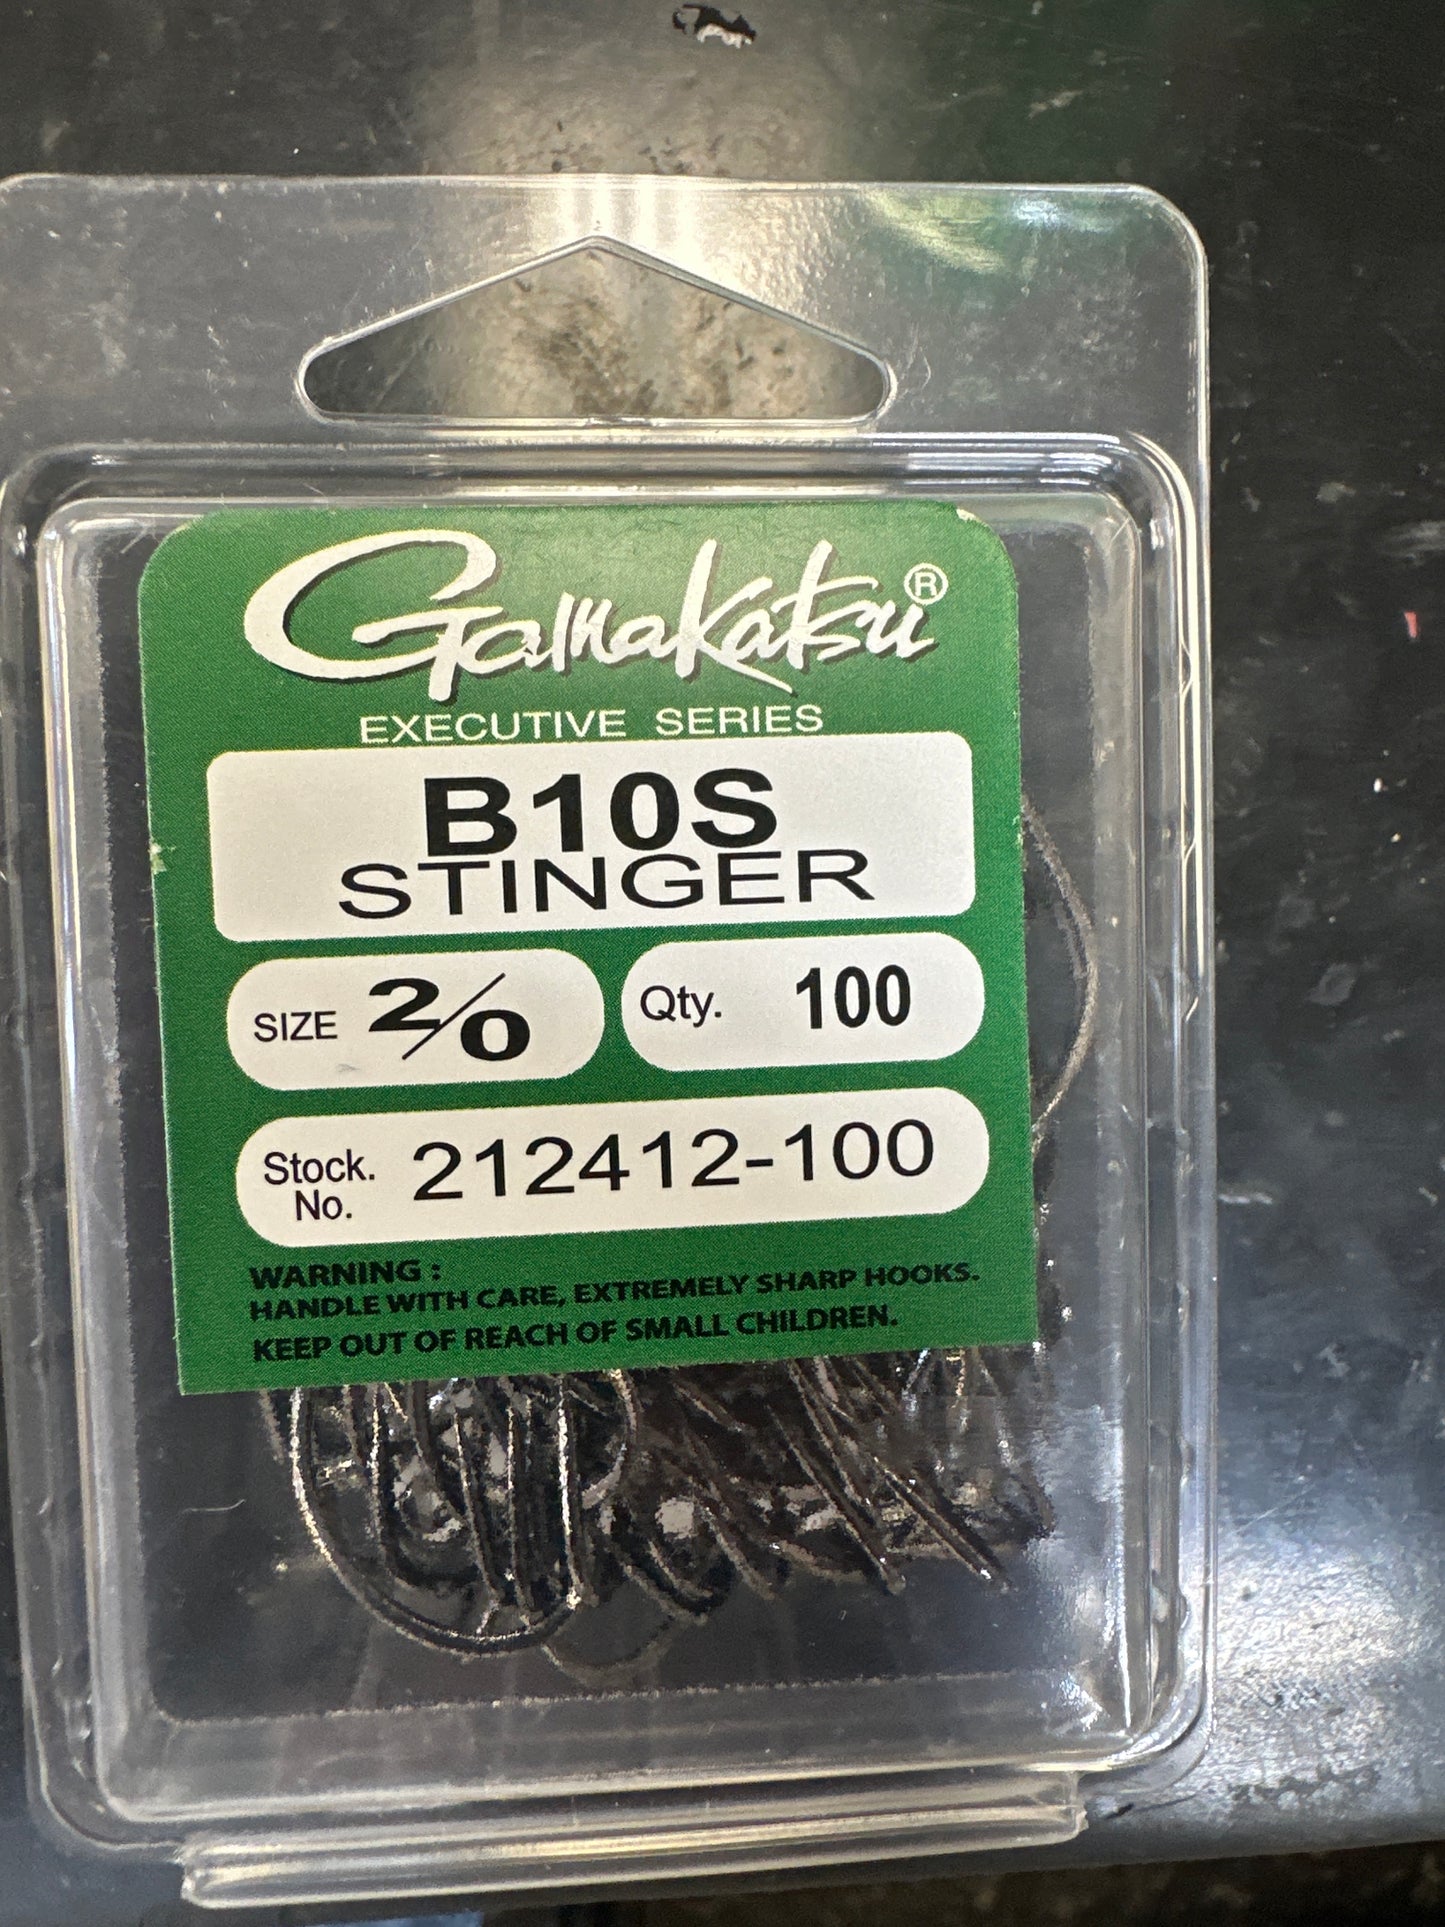 Gamakatsu®
EXECUTIVE SERIES
B10S
STINGER
SIZE 2/0
Qty. 100
Stock. No. 212412-100
WARNING :
HANDLE WITH CARE, EXTREMELY SHARP HOOKS.
KEEP OUT OF REACH OF SMALL CHILDREN.